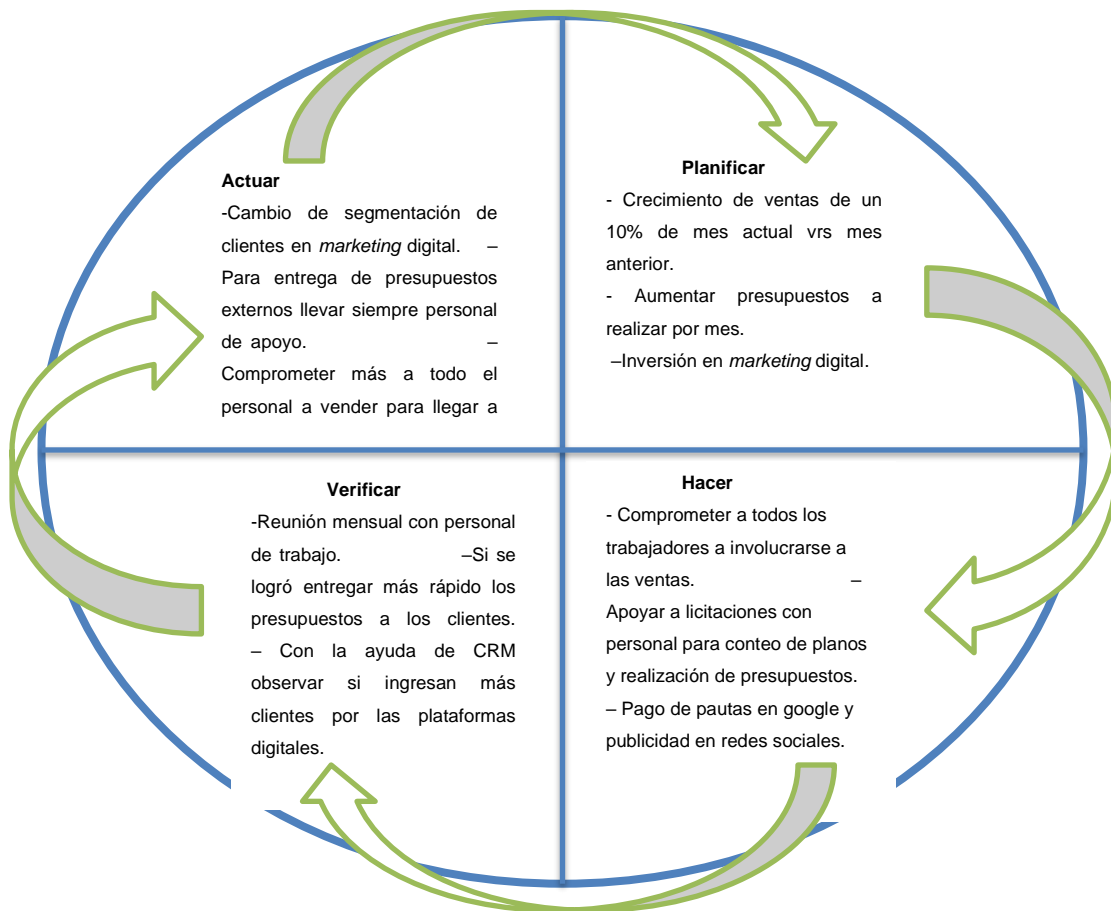 Actuar
-Cambio de segmentación de
clientes en marketing digital. –
Para entrega de presupuestos
externos llevar siempre personal
de apoyo. –
Comprometer más a todo el
personal a vender para llegar a
Planificar
- Crecimiento de ventas de un
10% de mes actual vrs mes
anterior.
- Aumentar presupuestos a
realizar por mes.
–Inversión en marketing digital.
Verificar
-Reunión mensual con personal
de trabajo. –Si se
logró entregar más rápido los
presupuestos a los clientes.
– Con la ayuda de CRM
observar si ingresan más
clientes por las plataformas
digitales.
Hacer
- Comprometer a todos los
trabajadores a involucrarse a
las ventas. –
Apoyar a licitaciones con
personal para conteo de planos
y realización de presupuestos.
– Pago de pautas en google y
publicidad en redes sociales.